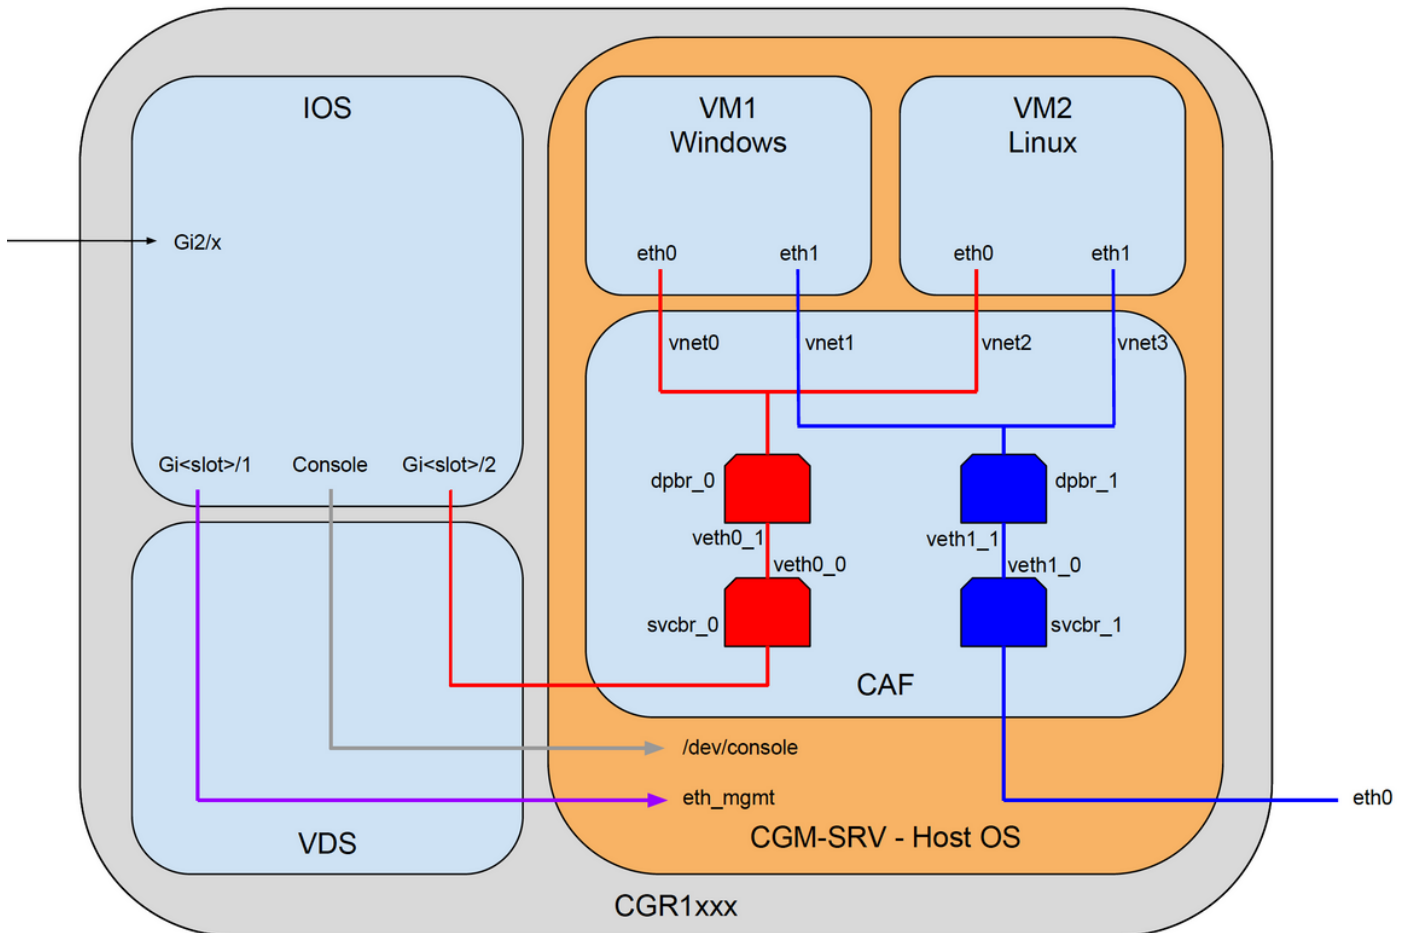 IOS
VM1
Windows
VM2
Linux
Gi2/x
eth0
eth1
eth0
eth1
vnet0
vnet1
vnet2
vnet3
Gi<slot>/1
Console
Gi<slot>/2
dpbr_0
dpbr_1
veth0_1
veth1_1
veth0_0
veth1_0
svcbr_0
svcbr_1
CAF
/dev/console
eth_mgmt
eth0
VDS
CGM-SRV - Host OS
CGR1xxx